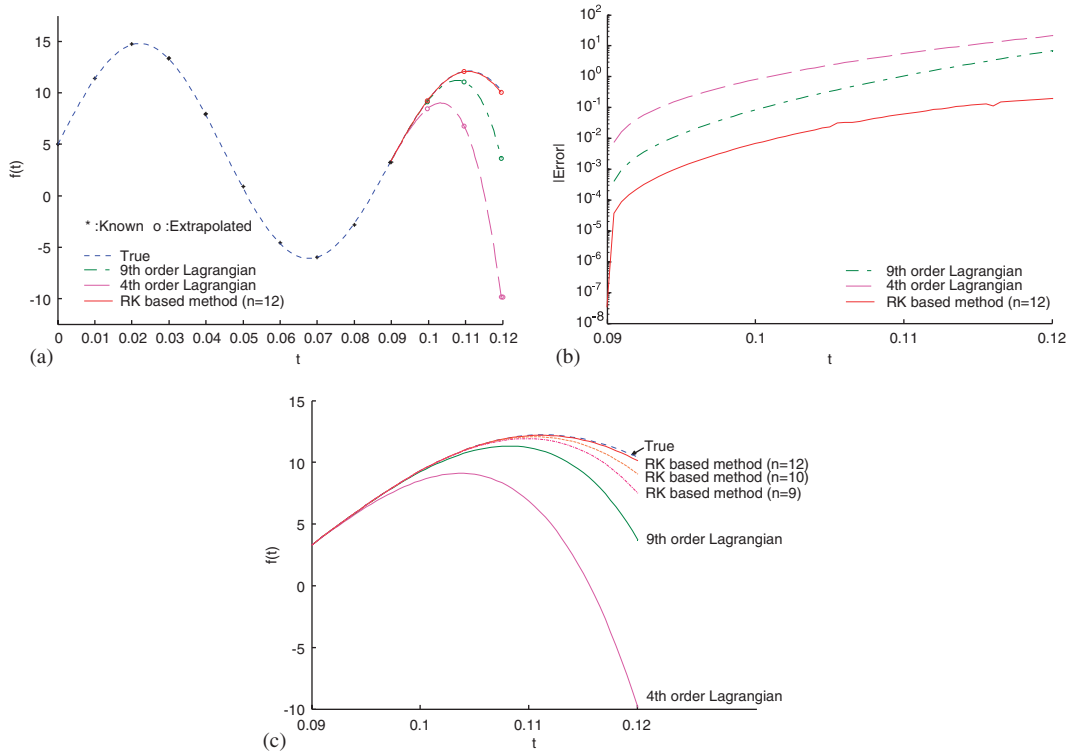 15
10
5
0
-5
-10
f(t)
* :Known o :Extrapolated
True
9th order Lagrangian
4th order Lagrangian
RK based method (n=12)
0 0.01 0.02 0.03 0.04 0.05 0.06 0.07 0.08 0.09 0.1 0.11 0.12
t
(a)
10^2
10^1
10^0
10^-1
10^-2
10^-3
10^-4
10^-5
10^-6
10^-7
10^-8
|Error|
9th order Lagrangian
4th order Lagrangian
RK based method (n=12)
0.09 0.1 0.11 0.12
t
(b)
15
10
5
0
-5
-10
f(t)
True
RK based method (n=12)
RK based method (n=10)
RK based method (n=9)
9th order Lagrangian
4th order Lagrangian
0.09 0.1 0.11 0.12
t
(c)